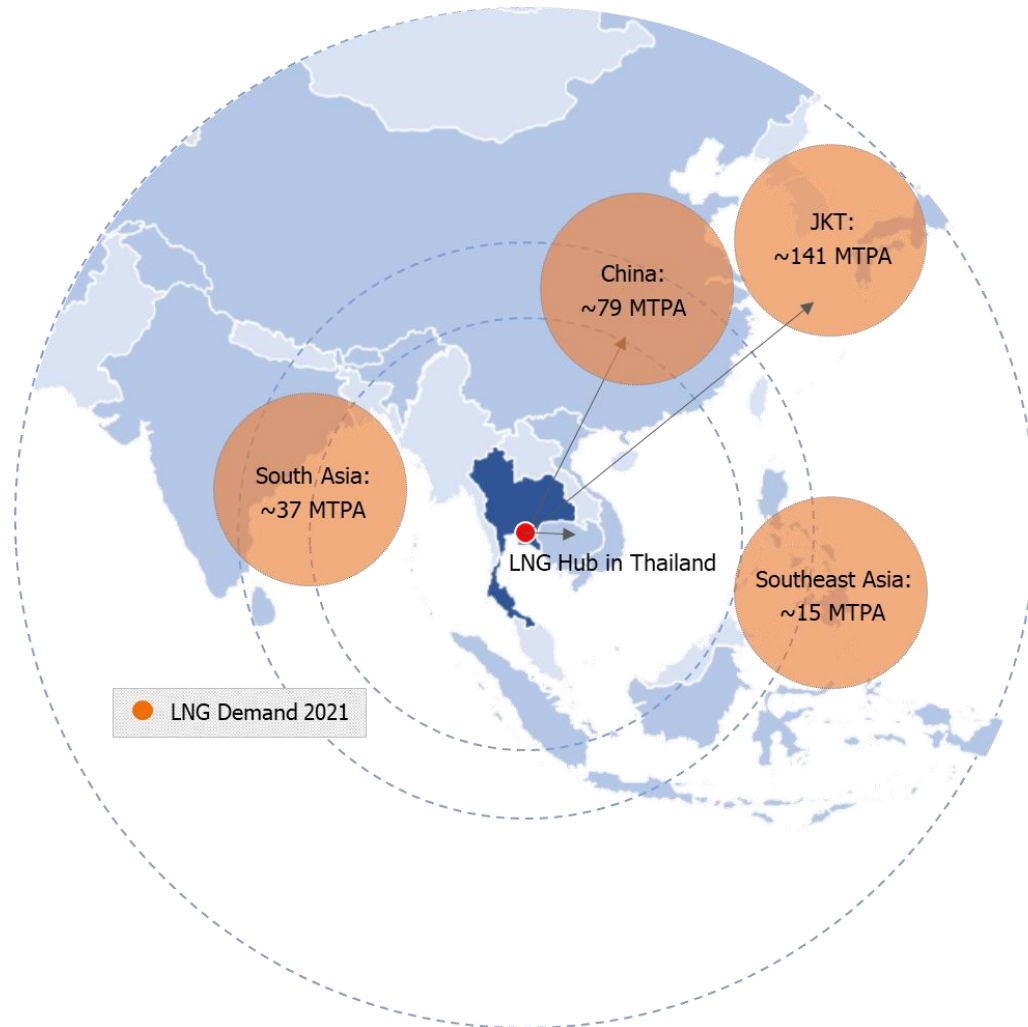 JKT:
~141 MTPA
China:
~79 MTPA
South Asia:
~37 MTPA
LNG Hub in Thailand
Southeast Asia:
~15 MTPA
LNG Demand 2021